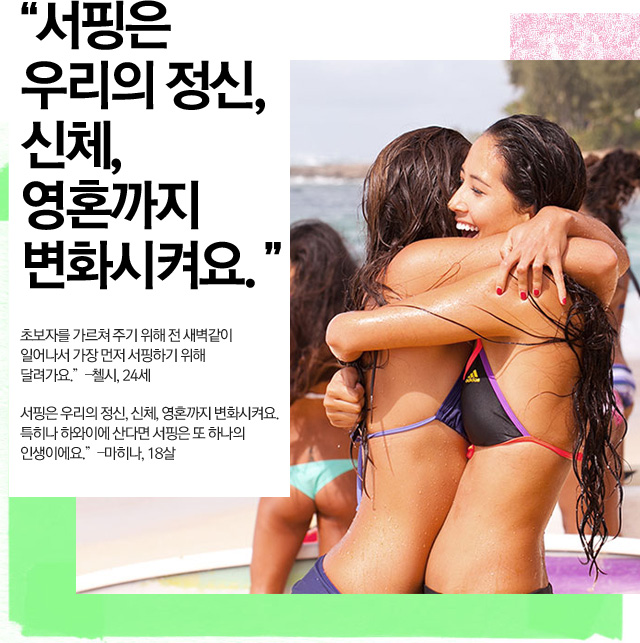 “서핑은
우리의 정신,
신체,
영혼까지
변화시켜요. ”
초보자를 가르쳐 주기 위해 전 새벽같이
일어나서 가장 먼저 서핑하기 위해
달려가요.” –첼시, 24세
서핑은 우리의 정신, 신체, 영혼까지 변화시켜요.
특히나 하와이에 산다면 서핑은 또 하나의
인생이에요.” –마히나, 18살
adidas